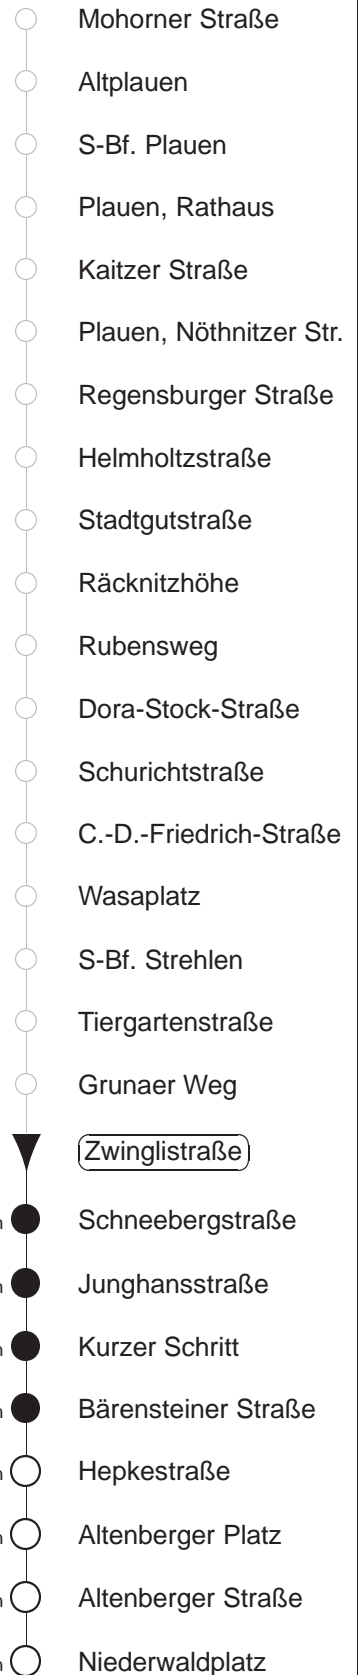 Mohorner Straße
Altplauen
S-Bf. Plauen
Plauen, Rathaus
Kaitzer Straße
Plauen, Nöthnitzer Str.
Regensburger Straße
Helmholtzstraße
Stadtgutstraße
Räcknitzhöhe
Rubensweg
Dora-Stock-Straße
Schurichtstraße
C.-D.-Friedrich-Straße
Wasaplatz
S-Bf. Strehlen
Tiergartenstraße
Grunaer Weg
Zwinglistraße
Schneebergstraße
Junghansstraße
Kurzer Schritt
Bärensteiner Straße
Hepkestraße
Altenberger Platz
Altenberger Straße
Niederwaldplatz